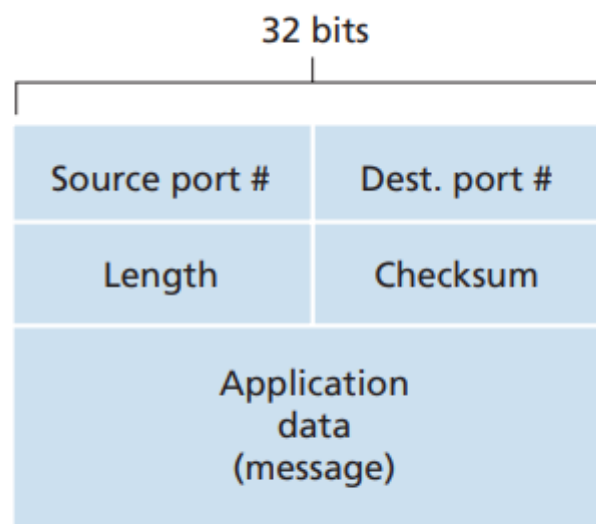 32 bits
Source port #
Dest. port #
Length
Checksum
Application
data
(message)